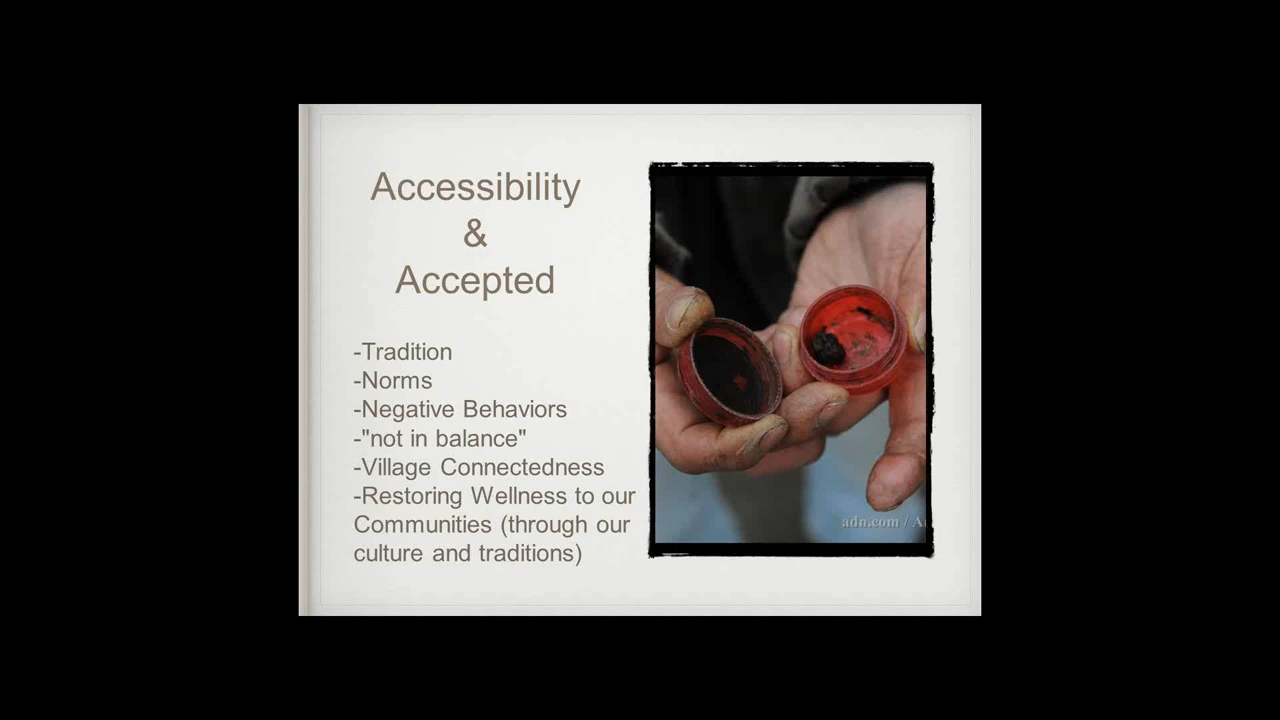 Accessibility
&
Accepted
-Tradition
-Norms
-Negative Behaviors
-"not in balance"
-Village Connectedness
-Restoring Wellness to our
Communities (through our
culture and traditions)
adn.com /